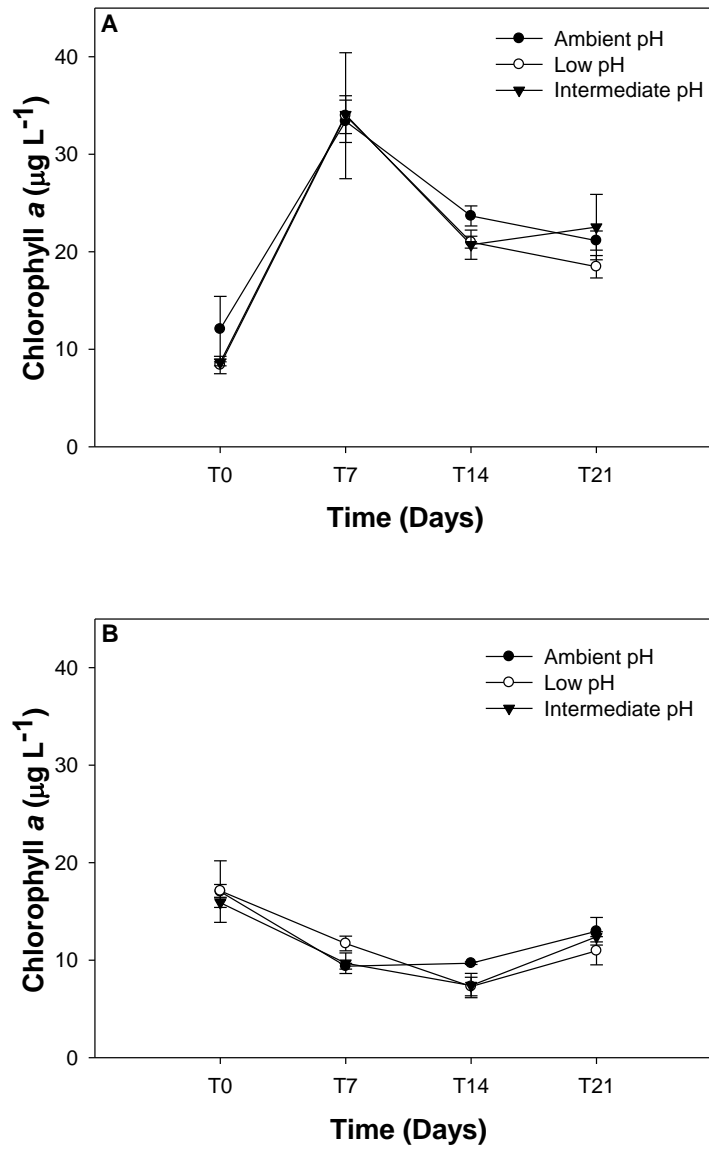 A
Ambient pH
Low pH
Intermediate pH
40
30
20
10
0
Chlorophyll a (μg L⁻¹)
T0 T7 T14 T21
Time (Days)
B
Ambient pH
Low pH
Intermediate pH
40
30
20
10
0
Chlorophyll a (μg L⁻¹)
T0 T7 T14 T21
Time (Days)